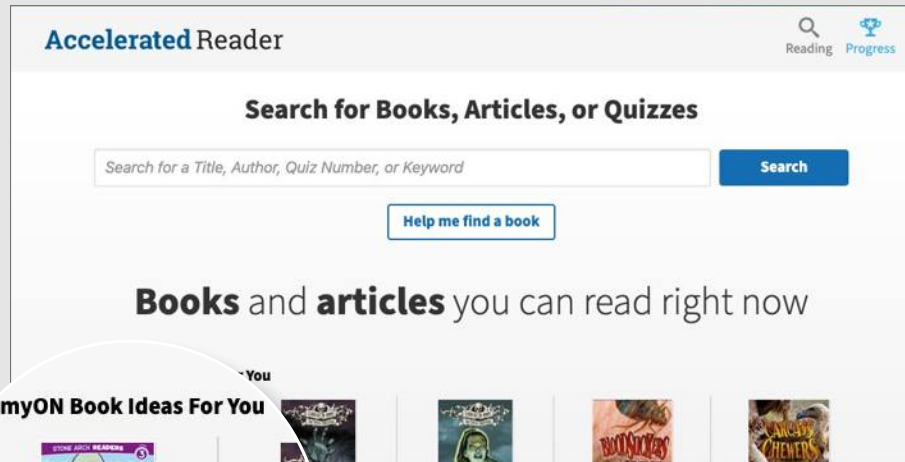 Accelerated Reader
Reading Progress
Search for Books, Articles, or Quizzes
Search for a Title, Author, Quiz Number, or Keyword
Search
Help me find a book
Books and articles you can read right now
You
myON Book Ideas For You
STONE ARCH READERS 3
BLOODSUCKERS
CARCASS
CHEWERS